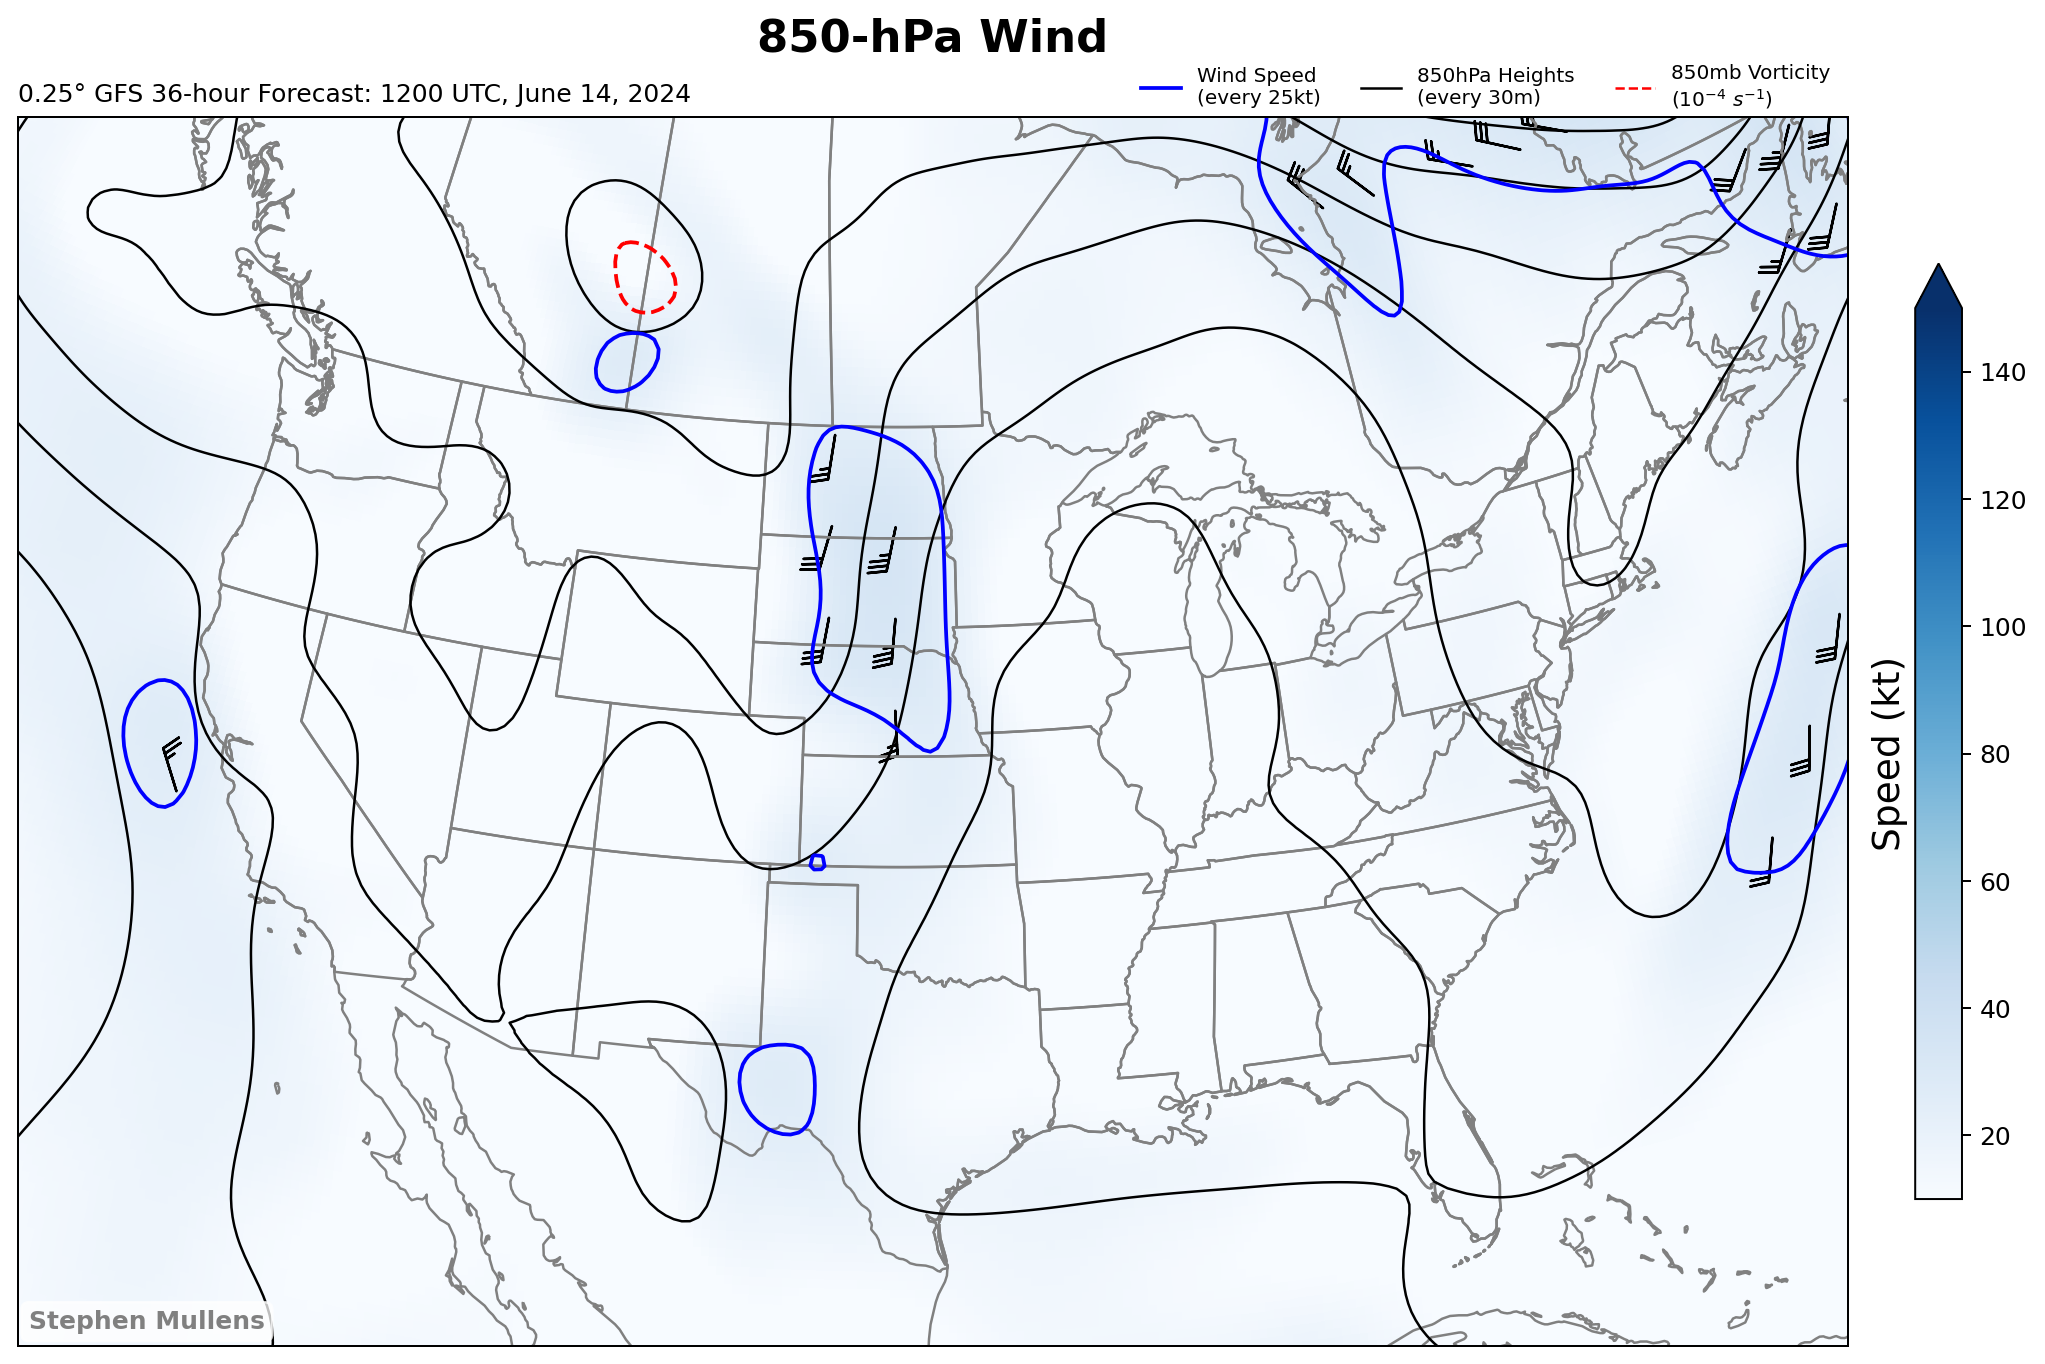 850-hPa Wind
0.25° GFS 36-hour Forecast: 1200 UTC, June 14, 2024
Wind Speed
(every 25kt)
850hPa Heights
(every 30m)
850mb Vorticity
(10⁻⁴ s⁻¹)
140
120
100
80
60
40
20
Speed (kt)
Stephen Mullens